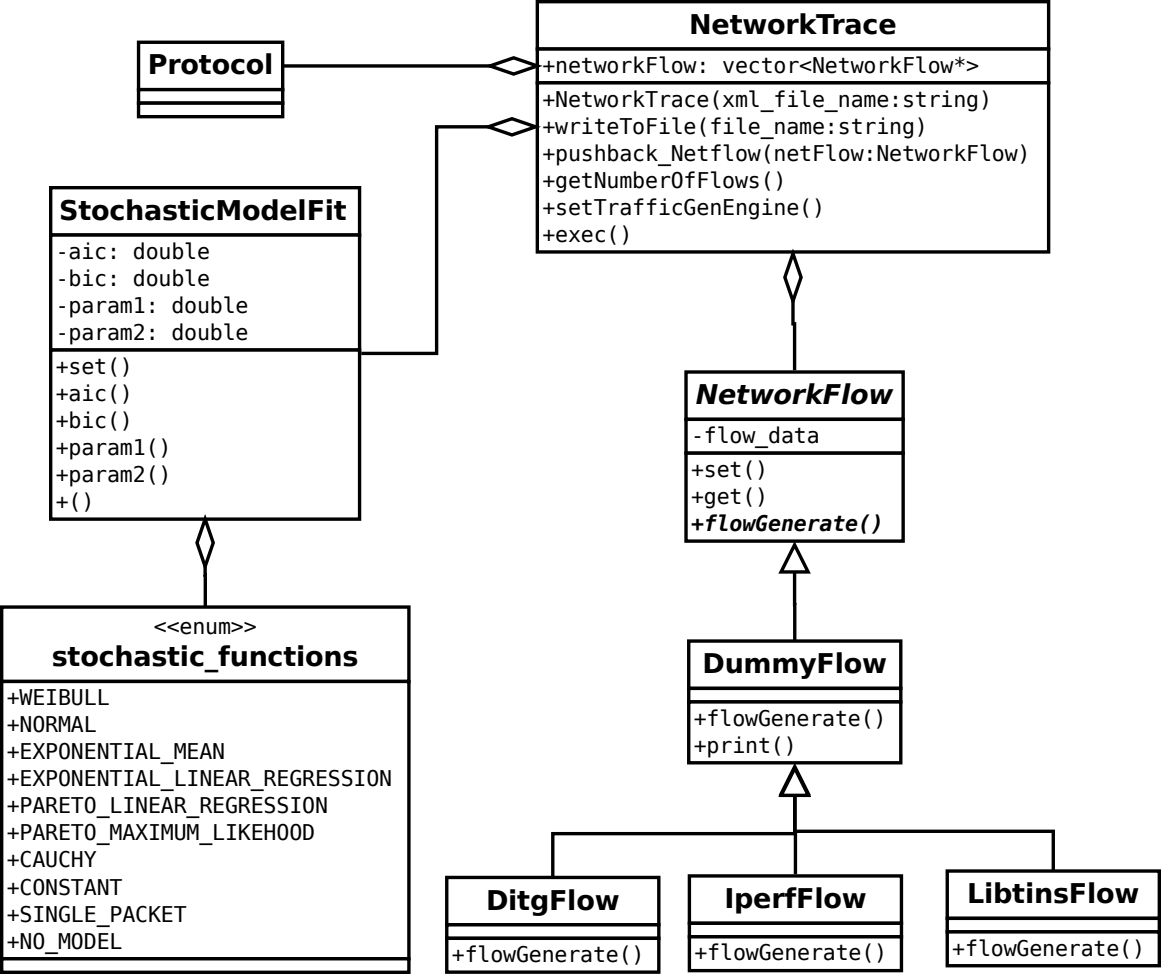 NetworkTrace
+networkFlow: vector<NetworkFlow*>
+NetworkTrace(xml_file_name:string)
+writeToFile(file_name:string)
+pushback_Netflow(netFlow:NetworkFlow)
+getNumberOfFlows()
+setTrafficGenEngine()
+exec()
Protocol
StochasticModelFit
-aic: double
-bic: double
-param1: double
-param2: double
+set()
+aic()
+bic()
+param1()
+param2()
+()
NetworkFlow
-flow_data
+set()
+get()
+flowGenerate()
<<enum>>
stochastic_functions
+WEIBULL
+NORMAL
+EXPONENTIAL_MEAN
+EXPONENTIAL_LINEAR_REGRESSION
+PARETO_LINEAR_REGRESSION
+PARETO_MAXIMUM_LIKEHOOD
+CAUCHY
+CONSTANT
+SINGLE_PACKET
+NO_MODEL
DummyFlow
+flowGenerate()
+print()
DitgFlow
+flowGenerate()
IperfFlow
+flowGenerate()
LibtinsFlow
+flowGenerate()